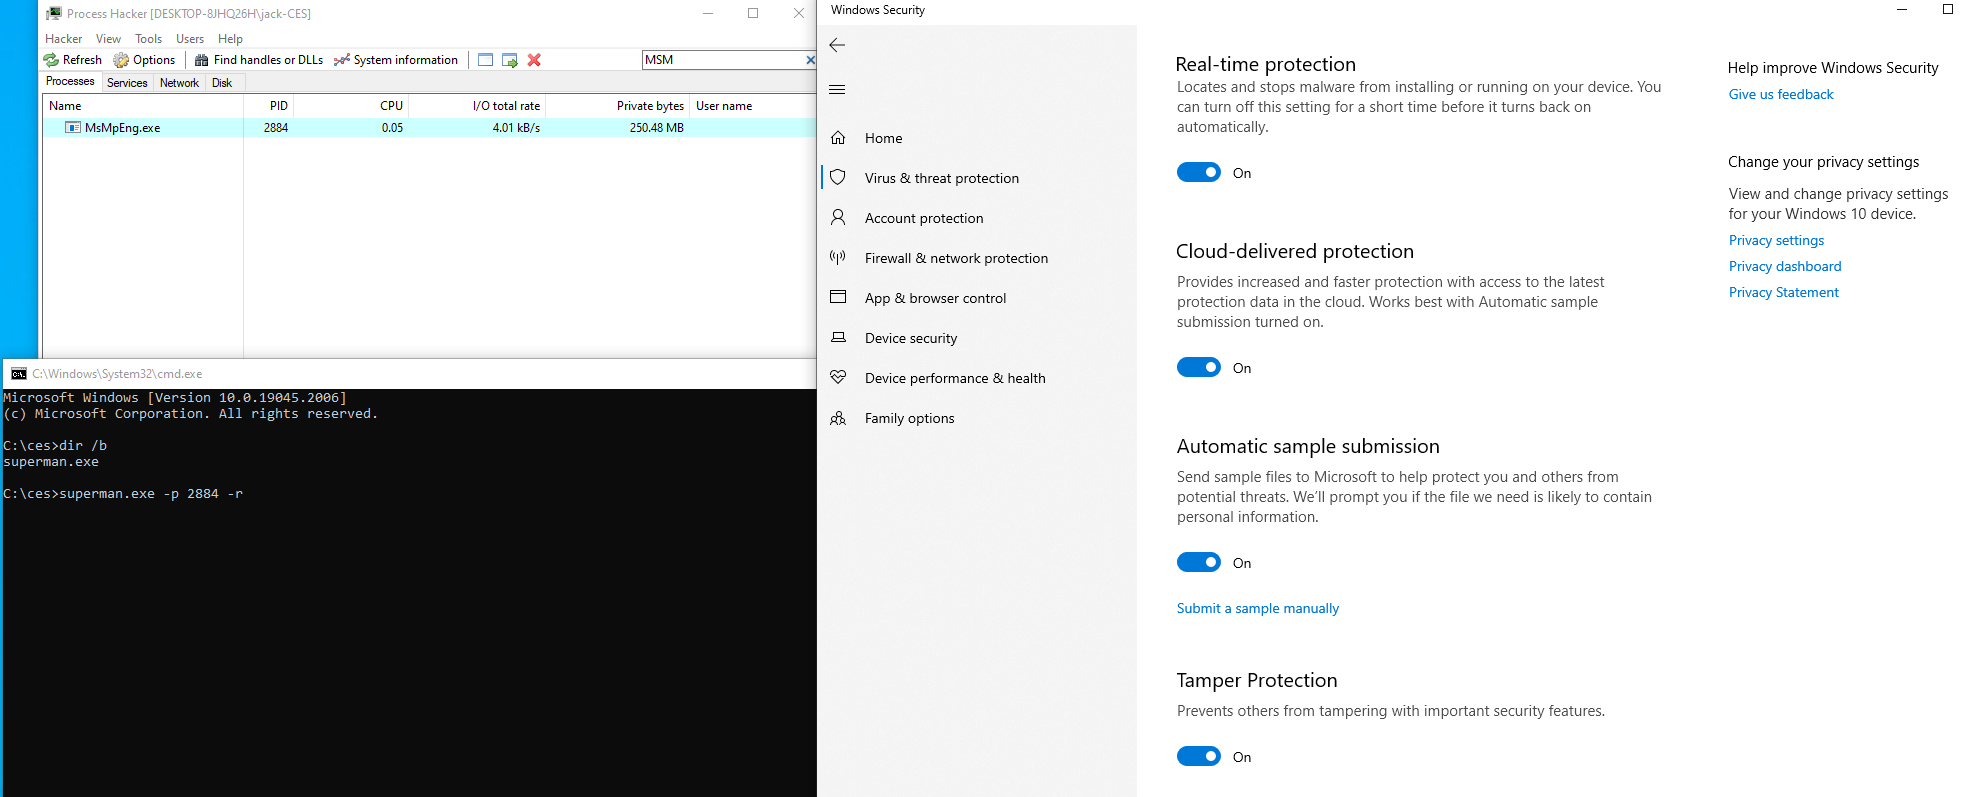 Process Hacker [DESKTOP-8JHQ26H\jack-CES]
Hacker View Tools Users Help
Refresh Options Find handles or DLLs System information MSM
Processes Services Network Disk
Name PID CPU I/O total rate Private bytes User name
MsMpEng.exe 2884 0.05 4.01 kB/s 250.48 MB
C:\Windows\System32\cmd.exe
Microsoft Windows [Version 10.0.19045.2006]
(c) Microsoft Corporation. All rights reserved.
C:\ces>dir /b
superman.exe
C:\ces>superman.exe -p 2884 -r
Windows Security
Home
Virus & threat protection
Account protection
Firewall & network protection
App & browser control
Device security
Device performance & health
Family options
Real-time protection
Locates and stops malware from installing or running on your device. You
can turn off this setting for a short time before it turns back on
automatically.
On
Cloud-delivered protection
Provides increased and faster protection with access to the latest
protection data in the cloud. Works best with Automatic sample
submission turned on.
On
Automatic sample submission
Send sample files to Microsoft to help protect you and others from
potential threats. We'll prompt you if the file we need is likely to contain
personal information.
On
Submit a sample manually
Tamper Protection
Prevents others from tampering with important security features.
On
Help improve Windows Security
Give us feedback
Change your privacy settings
View and change privacy settings
for your Windows 10 device.
Privacy settings
Privacy dashboard
Privacy Statement